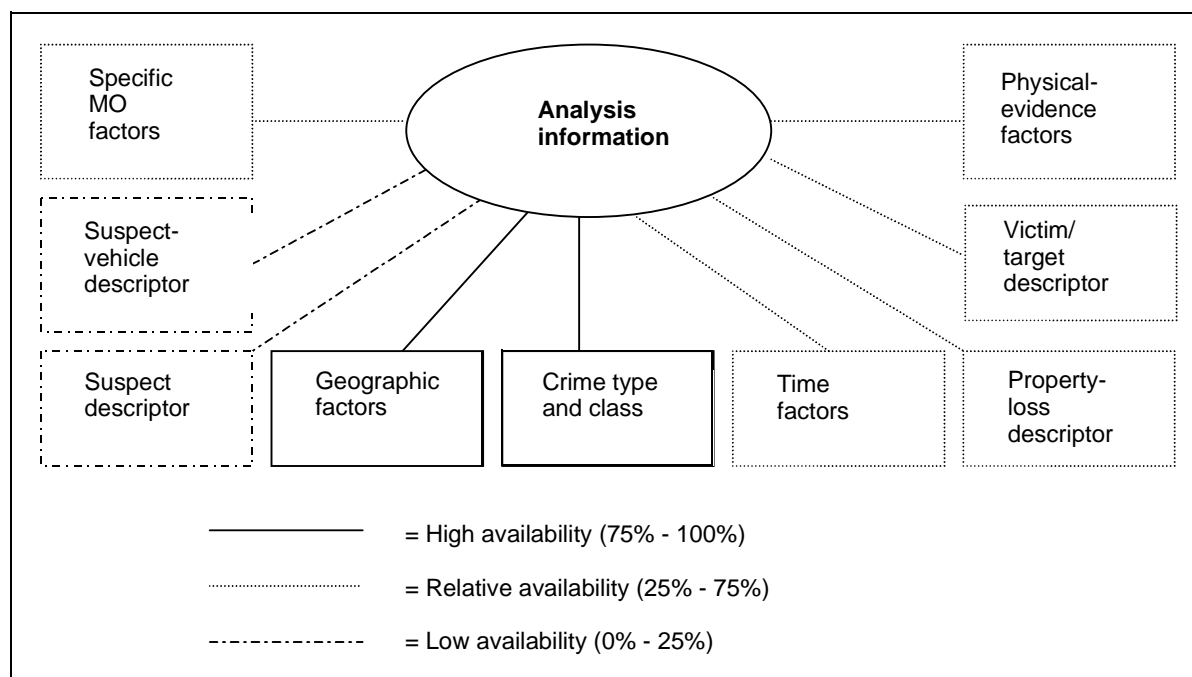 Specific
MO
factors
Analysis
information
Physical-
evidence
factors
Suspect-
vehicle
descriptor
Victim/
target
descriptor
Suspect
descriptor
Geographic
factors
Crime type
and class
Time
factors
Property-
loss
descriptor
= High availability (75% - 100%)
= Relative availability (25% - 75%)
= Low availability (0% - 25%)